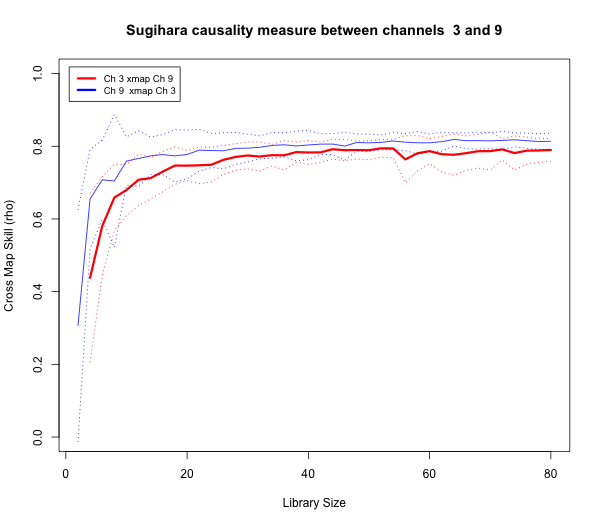 Sugihara causality measure between channels  3 and 9
Ch 3 xmap Ch 9
Ch 9  xmap Ch 3
Cross Map Skill (rho)
1.0
0.8
0.6
0.4
0.2
0.0
0 20 40 60 80
Library Size